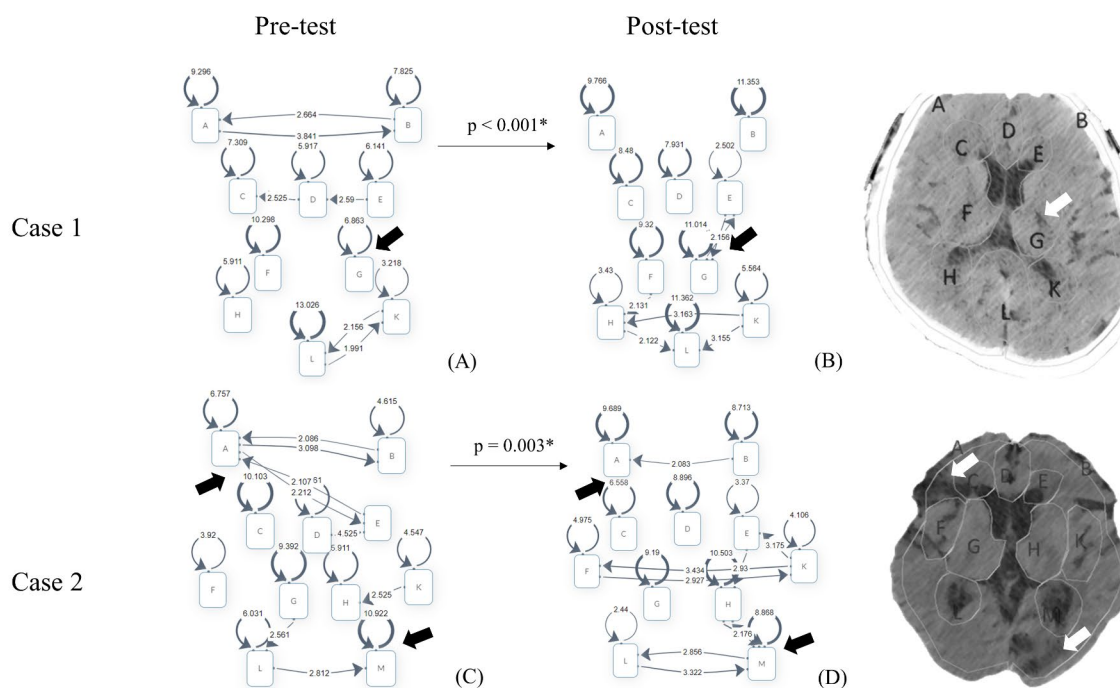 Pre-test
Post-test
Case 1
9.296
7.825
A
B
2.664
3.841
7.309
5.917
6.141
C
D
E
2.525
2.59
10.298
6.863
F
G
5.911
3.218
H
K
13.026
2.156
1.991
L
(A)
p < 0.001*
9.766
11.353
A
B
8.48
7.931
2.502
C
D
E
9.32
11.014
2.156
F
G
3.43
5.564
2.131
11.362
3.163
H
K
2.122
3.155
L
(B)
A
B
D
C
E
F
G
H
K
L
Case 2
6.757
4.615
A
B
2.086
3.098
10.103
2.107
2.212
C
D
E
4.525
3.92
9.392
5.911
4.547
F
G
H
K
2.525
6.031
2.561
10.922
L
M
2.812
(C)
p = 0.003*
9.689
8.713
A
B
2.083
6.558
8.896
3.37
C
D
E
4.975
9.19
10.503
4.106
3.175
F
K
3.434
2.93
2.927
G
H
2.44
2.176
8.868
L
M
2.856
3.322
(D)
A
B
C
D
E
F
G
H
K